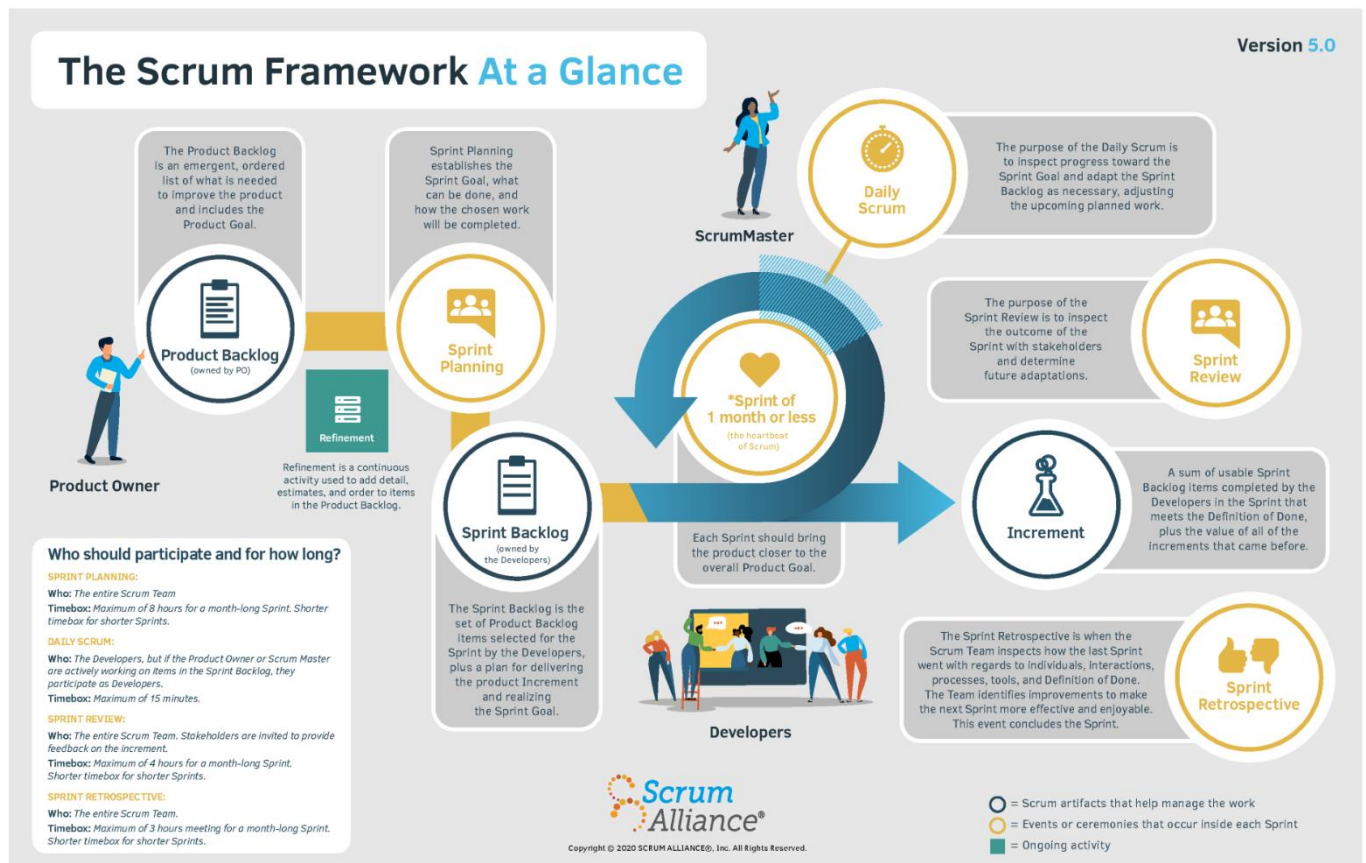 The Scrum Framework At a Glance
Version 5.0
The Product Backlog
is an emergent, ordered
list of what is needed
to improve the product
and includes the
Product Goal.
Product Backlog
(owned by PO)
Product Owner
Sprint Planning
establishes the
Sprint Goal, what
can be done, and
how the chosen work
will be completed.
Sprint
Planning
Refinement
Refinement is a continuous
activity used to add detail,
estimates, and order to items
in the Product Backlog.
Sprint Backlog
(owned by
the Developers)
The Sprint Backlog is the
set of Product Backlog
items selected for the
Sprint by the Developers,
plus a plan for delivering
the product Increment
and realizing
the Sprint Goal.
ScrumMaster
Daily
Scrum
The purpose of the Daily Scrum is
to inspect progress toward the
Sprint Goal and adapt the Sprint
Backlog as necessary, adjusting
the upcoming planned work.
*Sprint of
1 month or less
(the heartbeat
of Scrum)
Each Sprint should bring
the product closer to the
overall Product Goal.
Developers
The purpose of the
Sprint Review is to inspect
the outcome of the
Sprint with stakeholders
and determine
future adaptations.
Sprint
Review
Increment
A sum of usable Sprint
Backlog items completed by the
Developers in the Sprint that
meets the Definition of Done,
plus the value of all of the
increments that came before.
The Sprint Retrospective is when the
Scrum Team inspects how the last Sprint
went with regards to individuals, interactions,
processes, tools, and Definition of Done.
The Team identifies improvements to make
the next Sprint more effective and enjoyable.
This event concludes the Sprint.
Sprint
Retrospective
Who should participate and for how long?
SPRINT PLANNING:
Who: The entire Scrum Team
Timebox: Maximum of 8 hours for a month-long Sprint. Shorter
timebox for shorter Sprints.
DAILY SCRUM:
Who: The Developers, but if the Product Owner or Scrum Master
are actively working on items in the Sprint Backlog, they
participate as Developers.
Timebox: Maximum of 15 minutes.
SPRINT REVIEW:
Who: The entire Scrum Team. Stakeholders are invited to provide
feedback on the increment.
Timebox: Maximum of 4 hours for a month-long Sprint.
Shorter timebox for shorter Sprints.
SPRINT RETROSPECTIVE:
Who: The entire Scrum Team.
Timebox: Maximum of 3 hours meeting for a month-long Sprint.
Shorter timebox for shorter Sprints.
Scrum
Alliance®
Copyright © 2020 SCRUM ALLIANCE®, Inc. All Rights Reserved.
= Scrum artifacts that help manage the work
= Events or ceremonies that occur inside each Sprint
= Ongoing activity